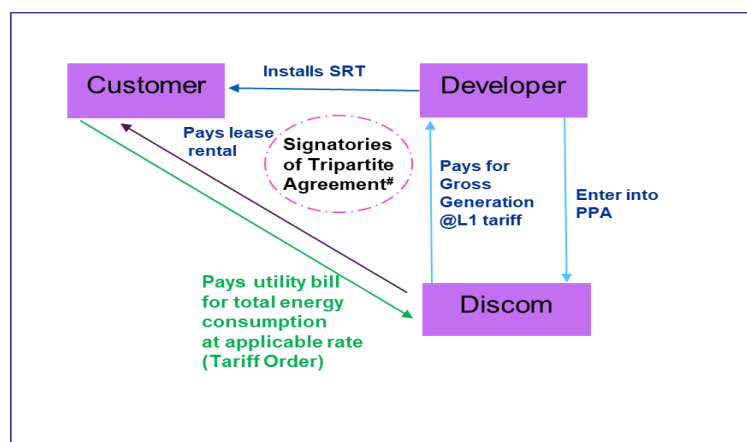 Installs SRT
Customer
Developer
Pays lease
rental
Signatories
of Tripartite
Agreement#
Pays for
Gross
Generation
@L1 tariff
Enter into
PPA
Pays utility bill
for total energy
consumption
at applicable rate
(Tariff Order)
Discom